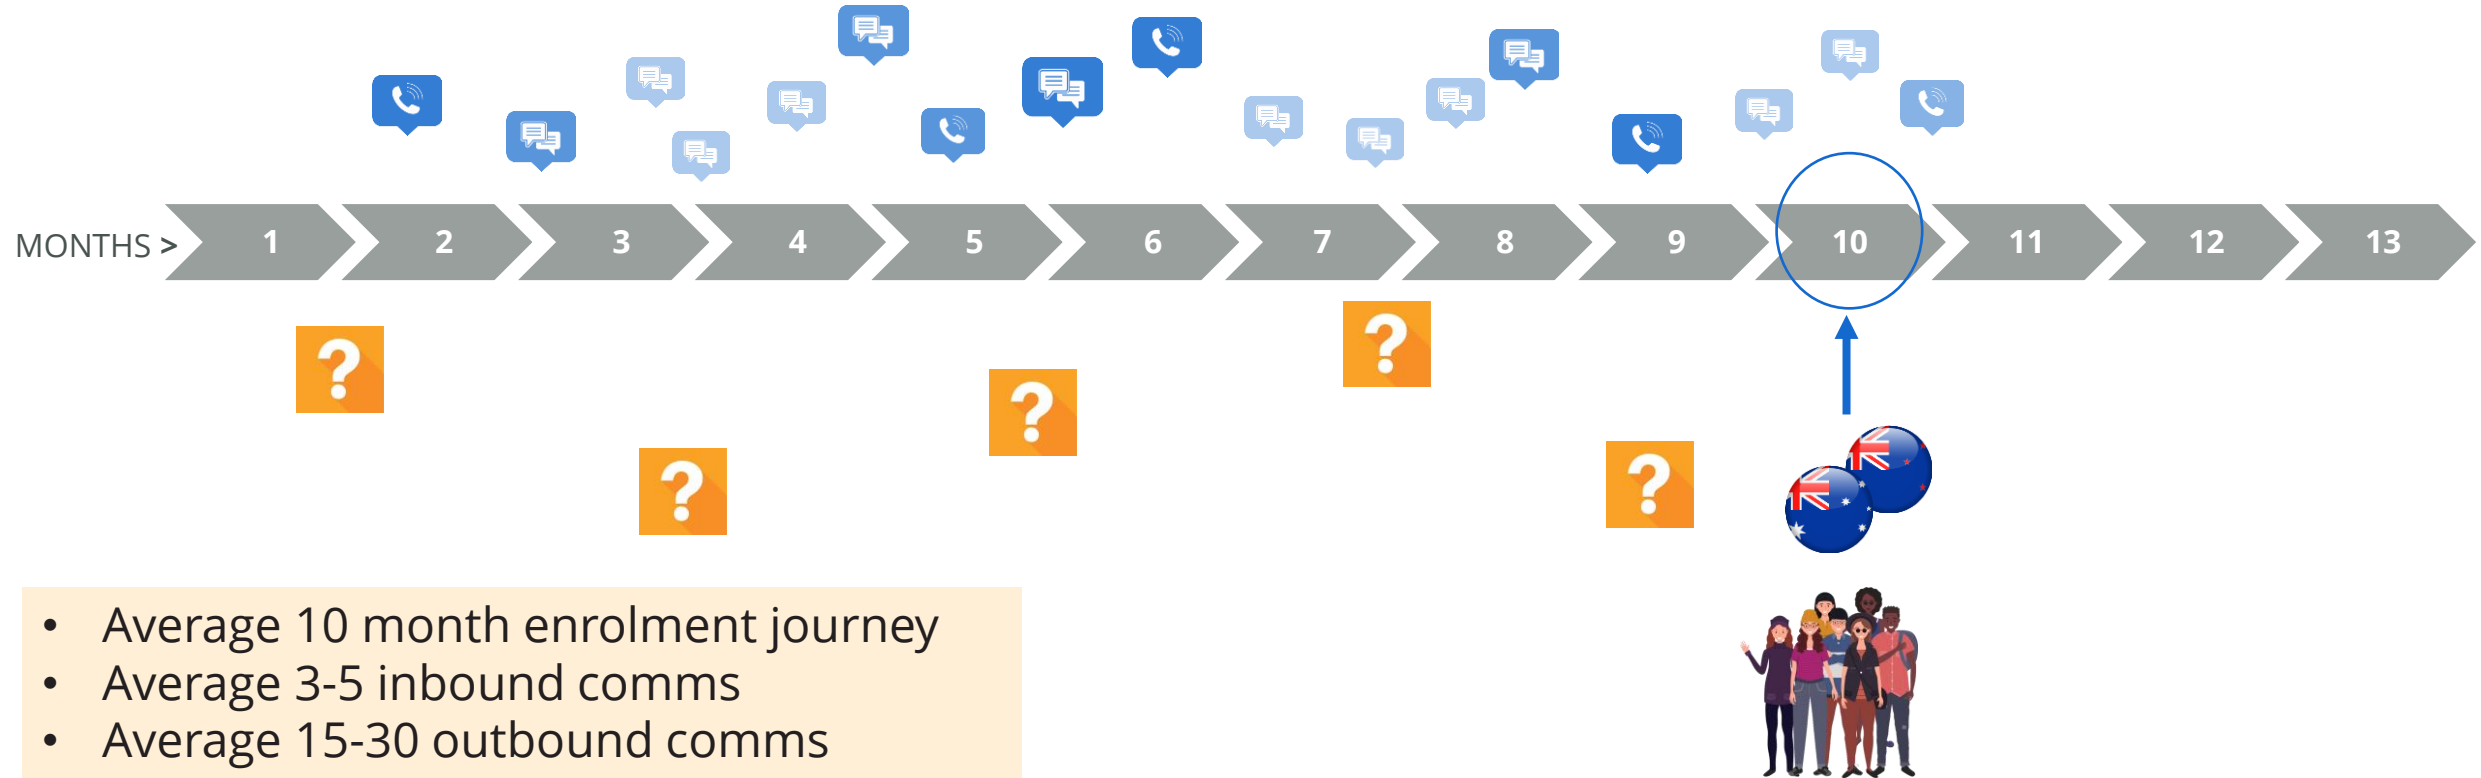 MONTHS > 1 2 3 4 5 6 7 8 9 10 11 12 13
?
?
?
?
?
• Average 10 month enrolment journey
• Average 3-5 inbound comms
• Average 15-30 outbound comms